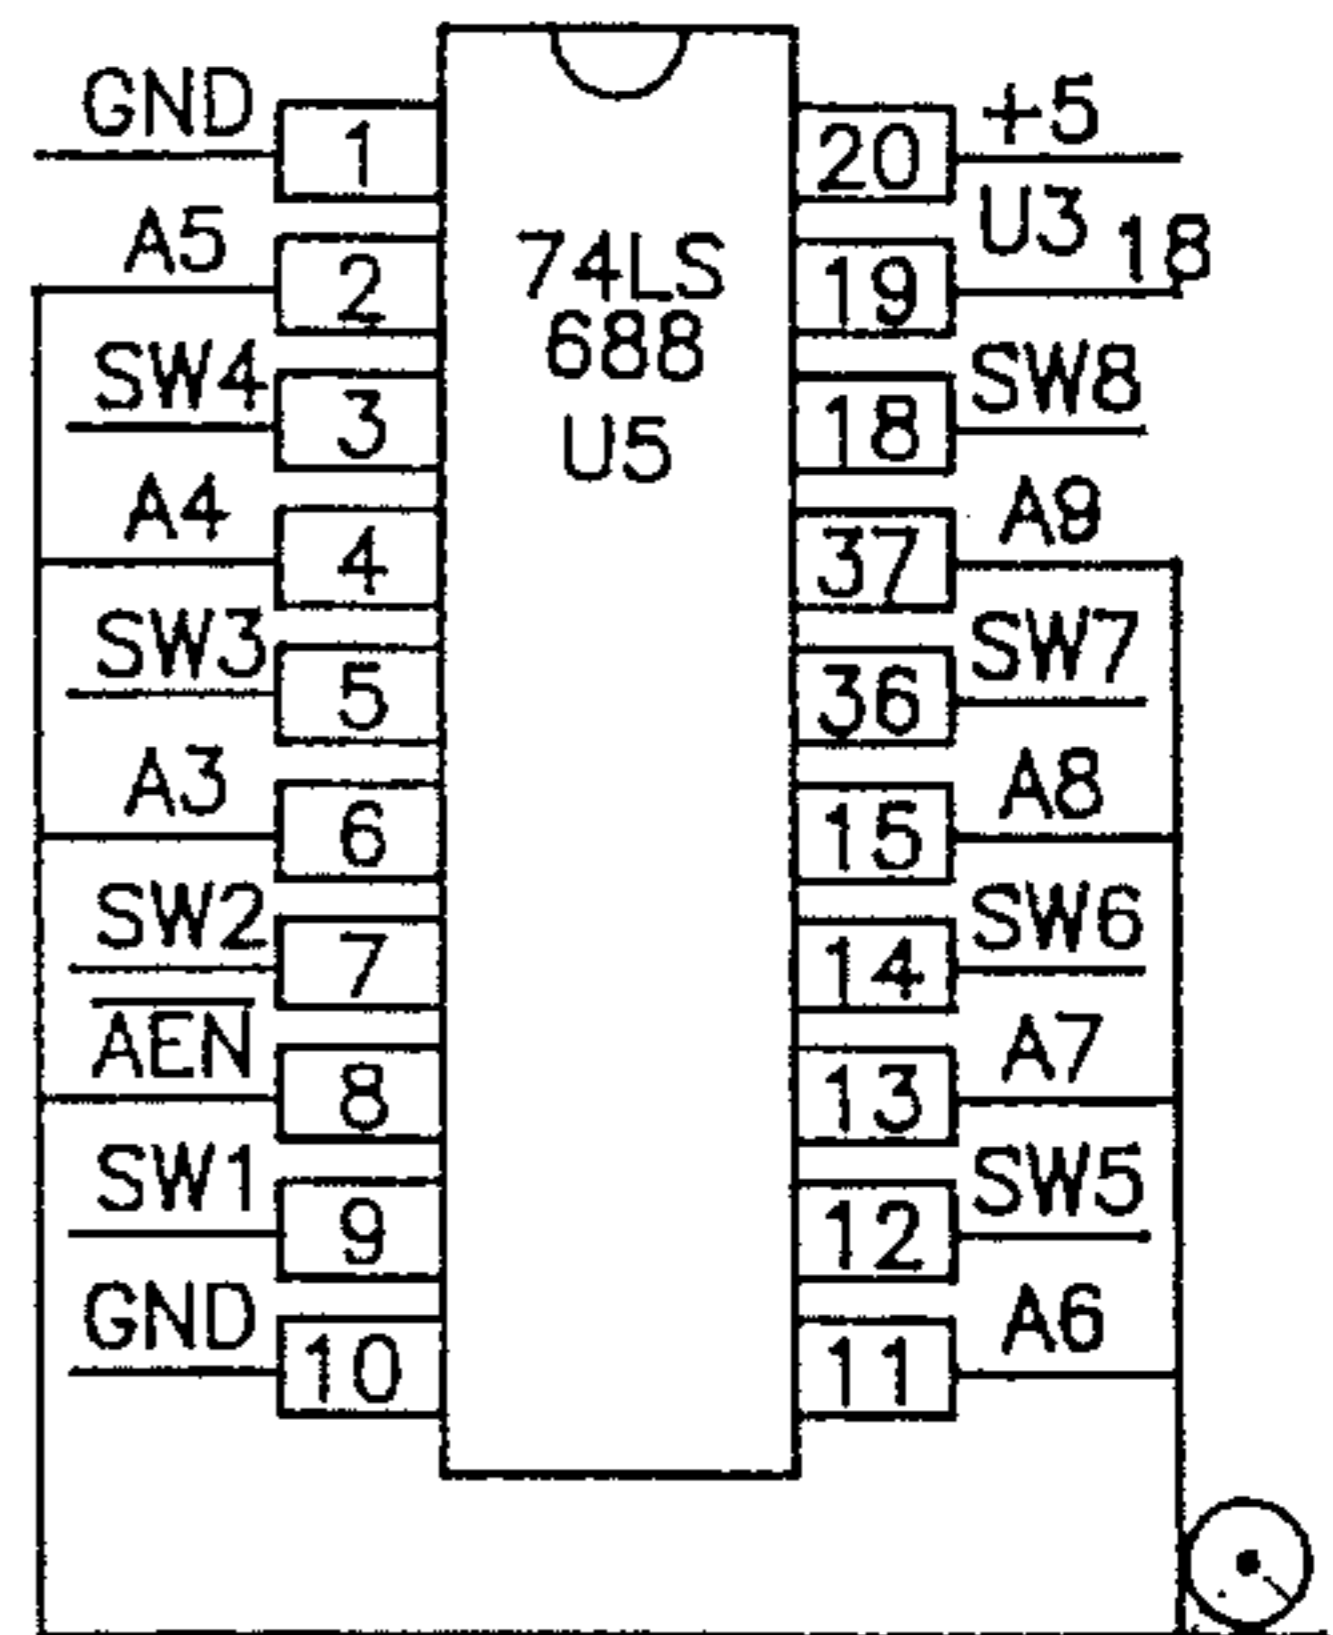 GND 1 20 +5
A5 2 74LS 19 U3 18
SW4 3 688 18 SW8
U5
A4 4 37 A9
SW3 5 36 SW7
A3 6 15 A8
SW2 7 14 SW6
AEN 8 13 A7
SW1 9 12 SW5
GND 10 11 A6